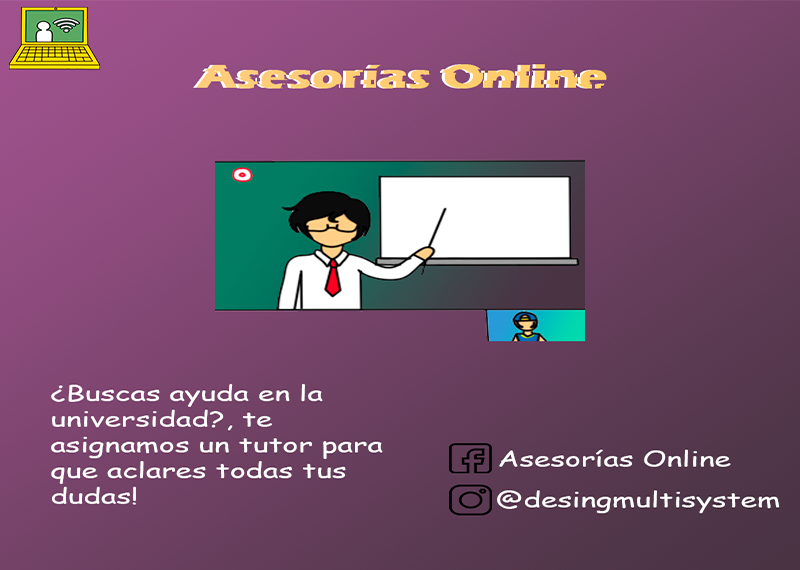 Asesorías Online
¿Buscas ayuda en la
universidad?, te
asignamos un tutor para
que aclares todas tus
dudas!
Asesorías Online
@desingmultisystem